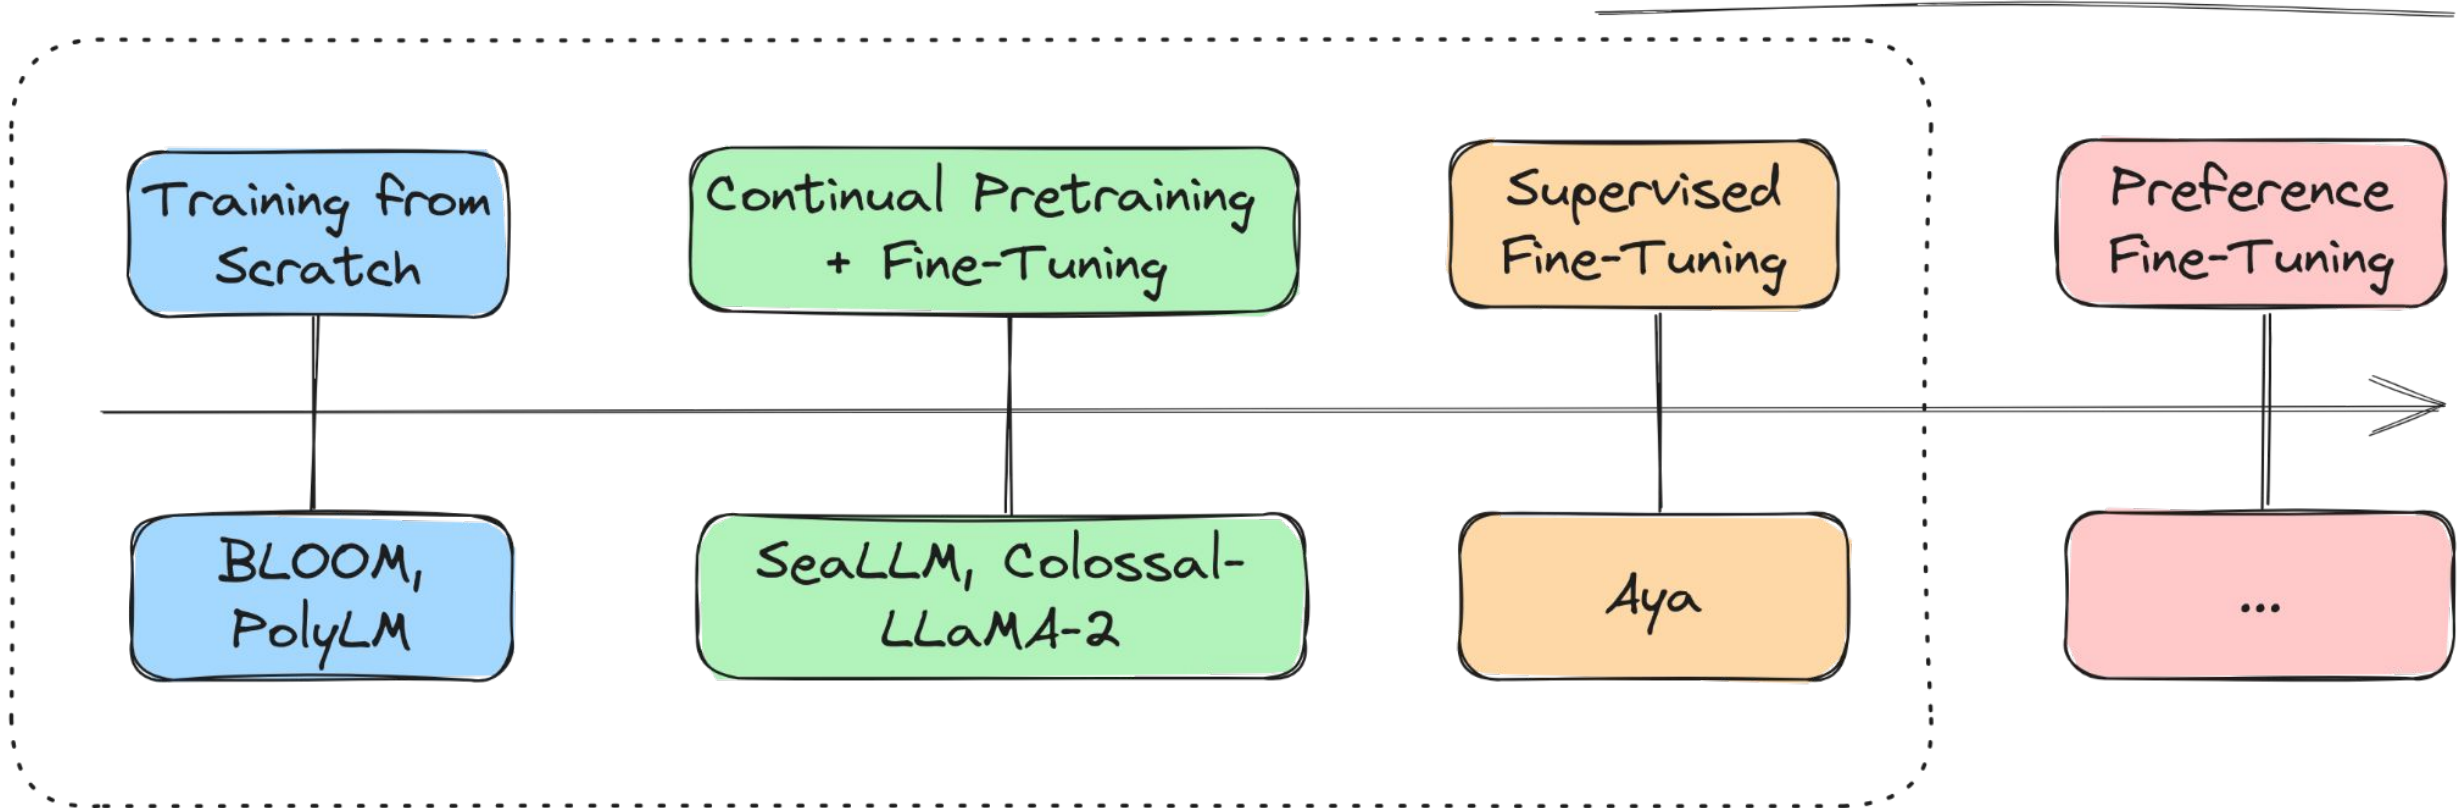 Training from
Scratch
Continual Pretraining
+ Fine-Tuning
Supervised
Fine-Tuning
Preference
Fine-Tuning
BLOOM,
PolyLM
SeaLLM, Colossal-
LLaMA-2
Aya
...